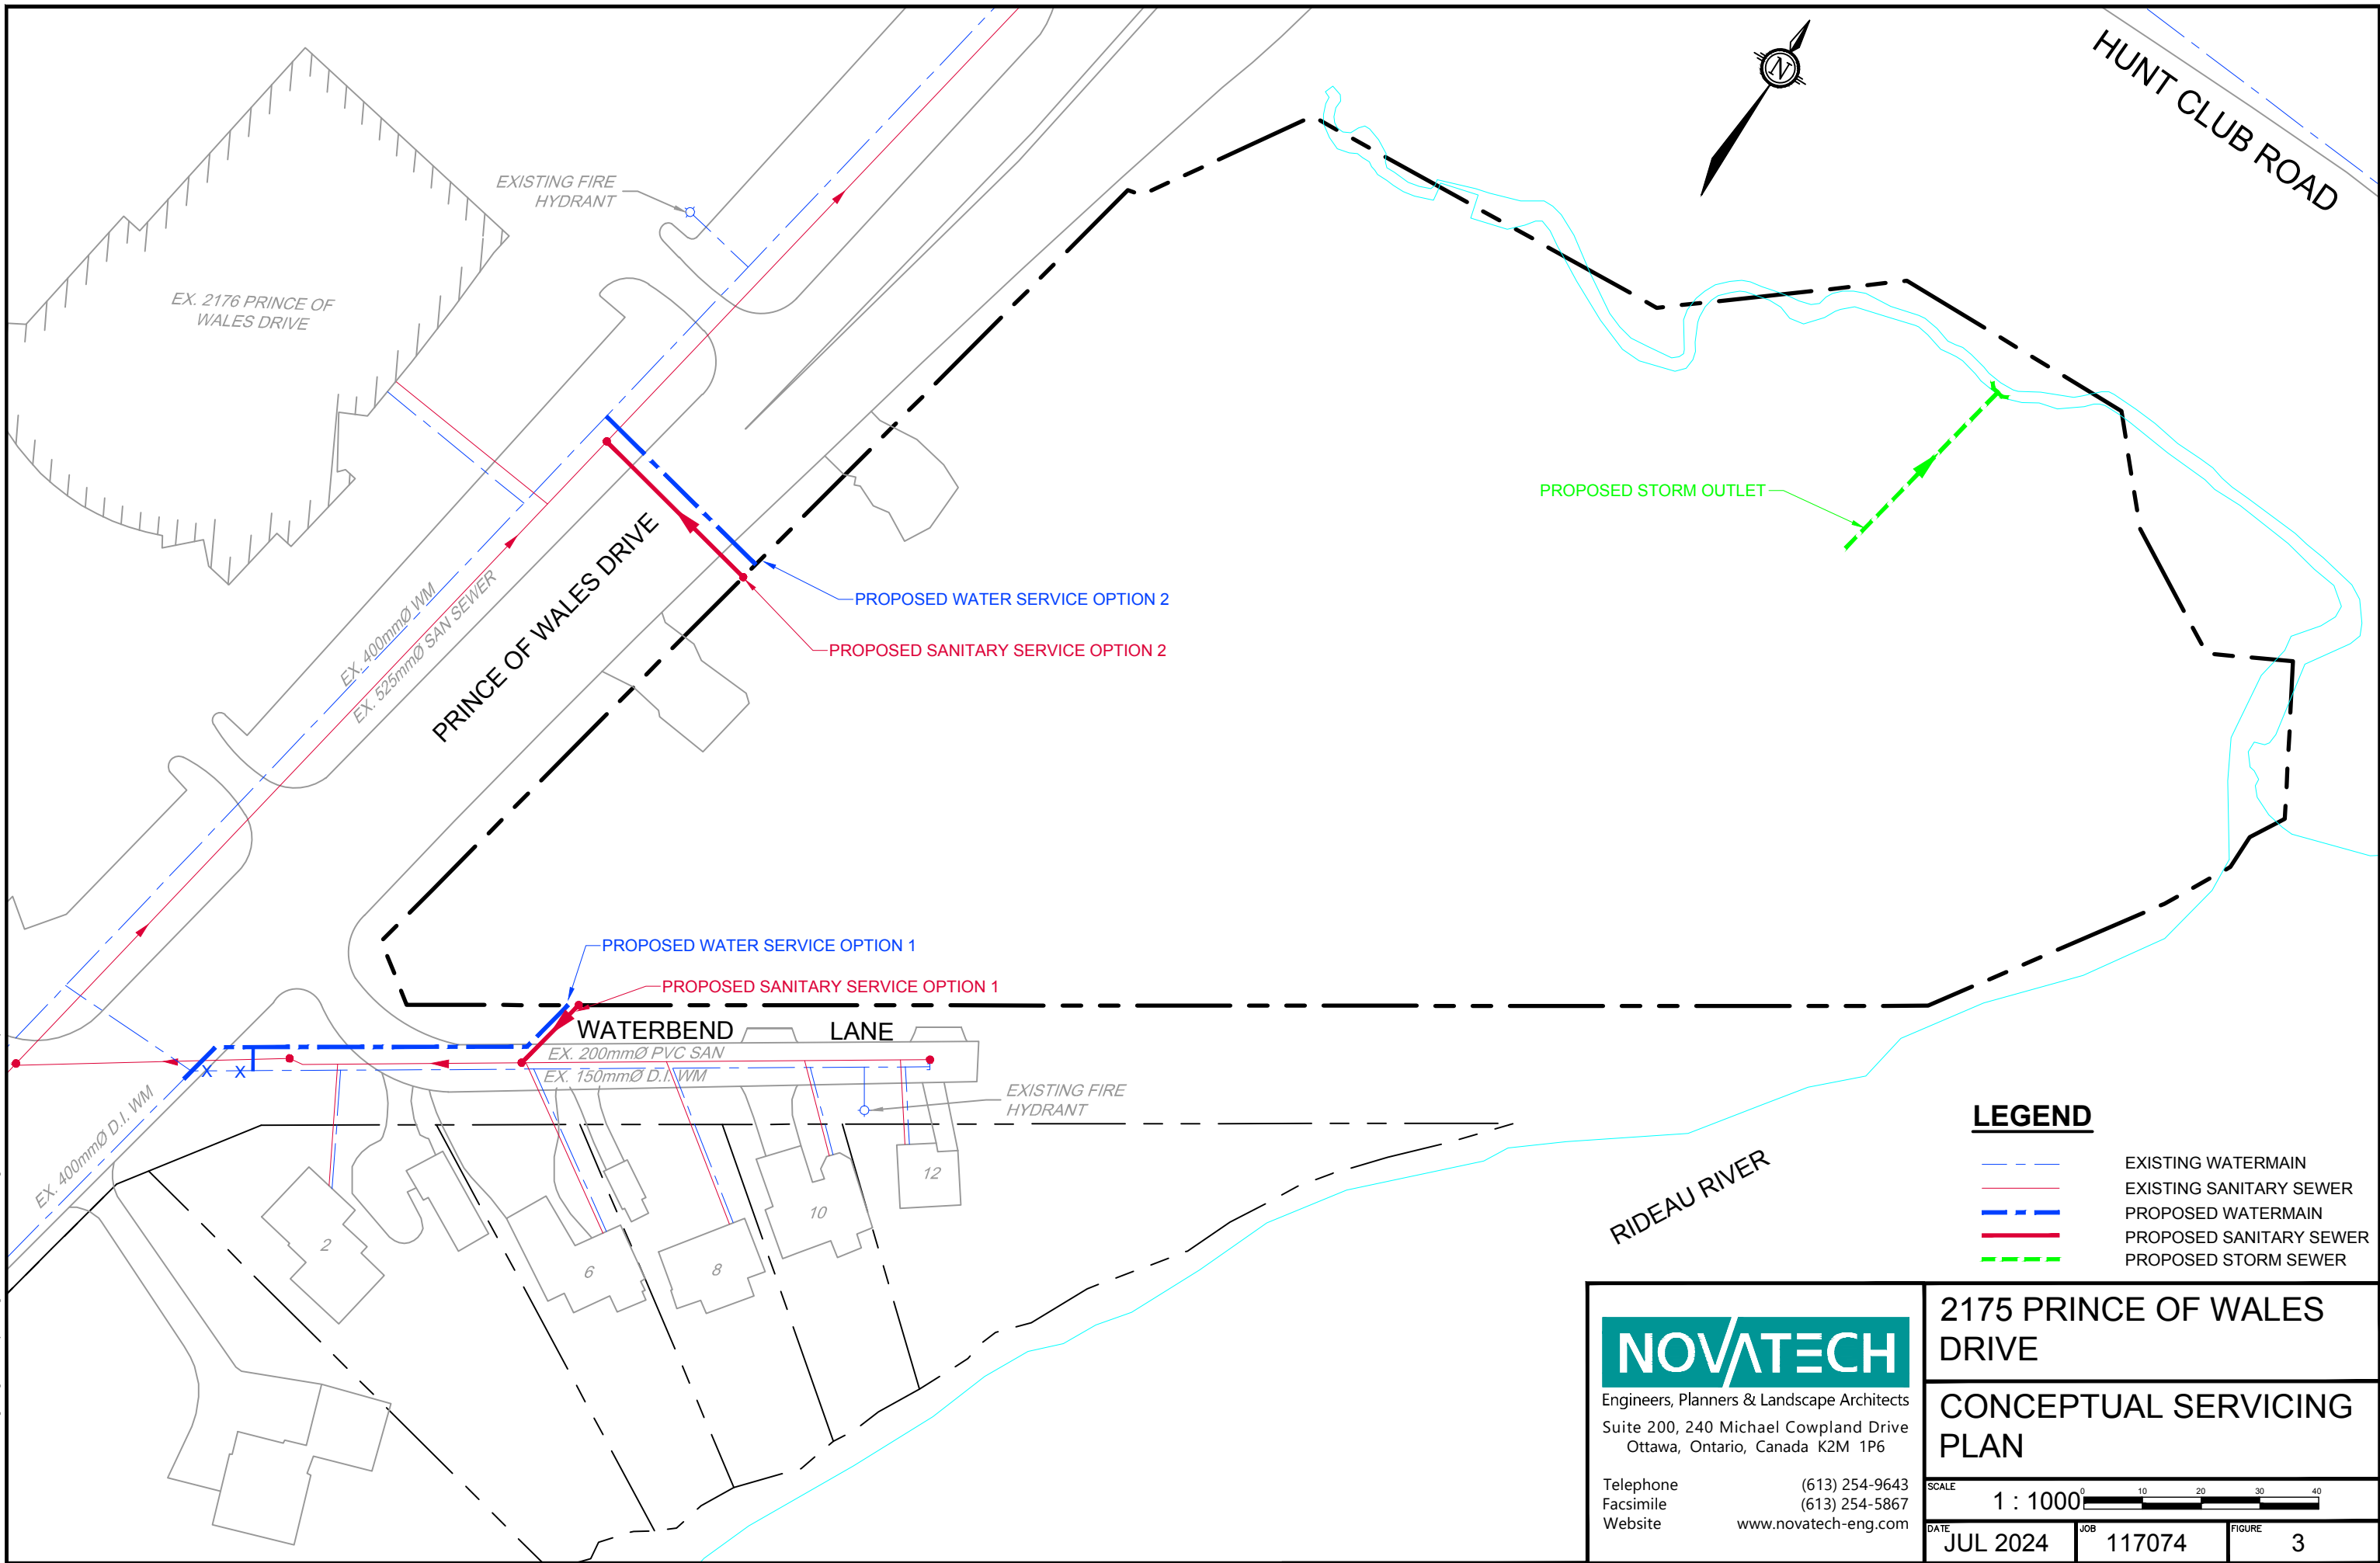 HUNT CLUB ROAD
N
EXISTING FIRE
HYDRANT
EX. 2176 PRINCE OF
WALES DRIVE
PROPOSED STORM OUTLET
PRINCE OF WALES DRIVE
EX. 400mmØ WM
EX. 525mmØ SAN SEWER
PROPOSED WATER SERVICE OPTION 2
PROPOSED SANITARY SERVICE OPTION 2
PROPOSED WATER SERVICE OPTION 1
PROPOSED SANITARY SERVICE OPTION 1
WATERBEND LANE
EX. 200mmØ PVC SAN
EX. 150mmØ D.I. WM
X X
EX. 400mmØ D.I. WM
EXISTING FIRE
HYDRANT
2
6
8
10
12
RIDEAU RIVER
LEGEND
EXISTING WATERMAIN
EXISTING SANITARY SEWER
PROPOSED WATERMAIN
PROPOSED SANITARY SEWER
PROPOSED STORM SEWER
NOVATECH
Engineers, Planners & Landscape Architects
Suite 200, 240 Michael Cowpland Drive
Ottawa, Ontario, Canada K2M 1P6
Telephone (613) 254-9643
Facsimile (613) 254-5867
Website www.novatech-eng.com
2175 PRINCE OF WALES
DRIVE
CONCEPTUAL SERVICING
PLAN
SCALE
1 : 1000
0 10 20 30 40
DATE JUL 2024
JOB 117074
FIGURE 3